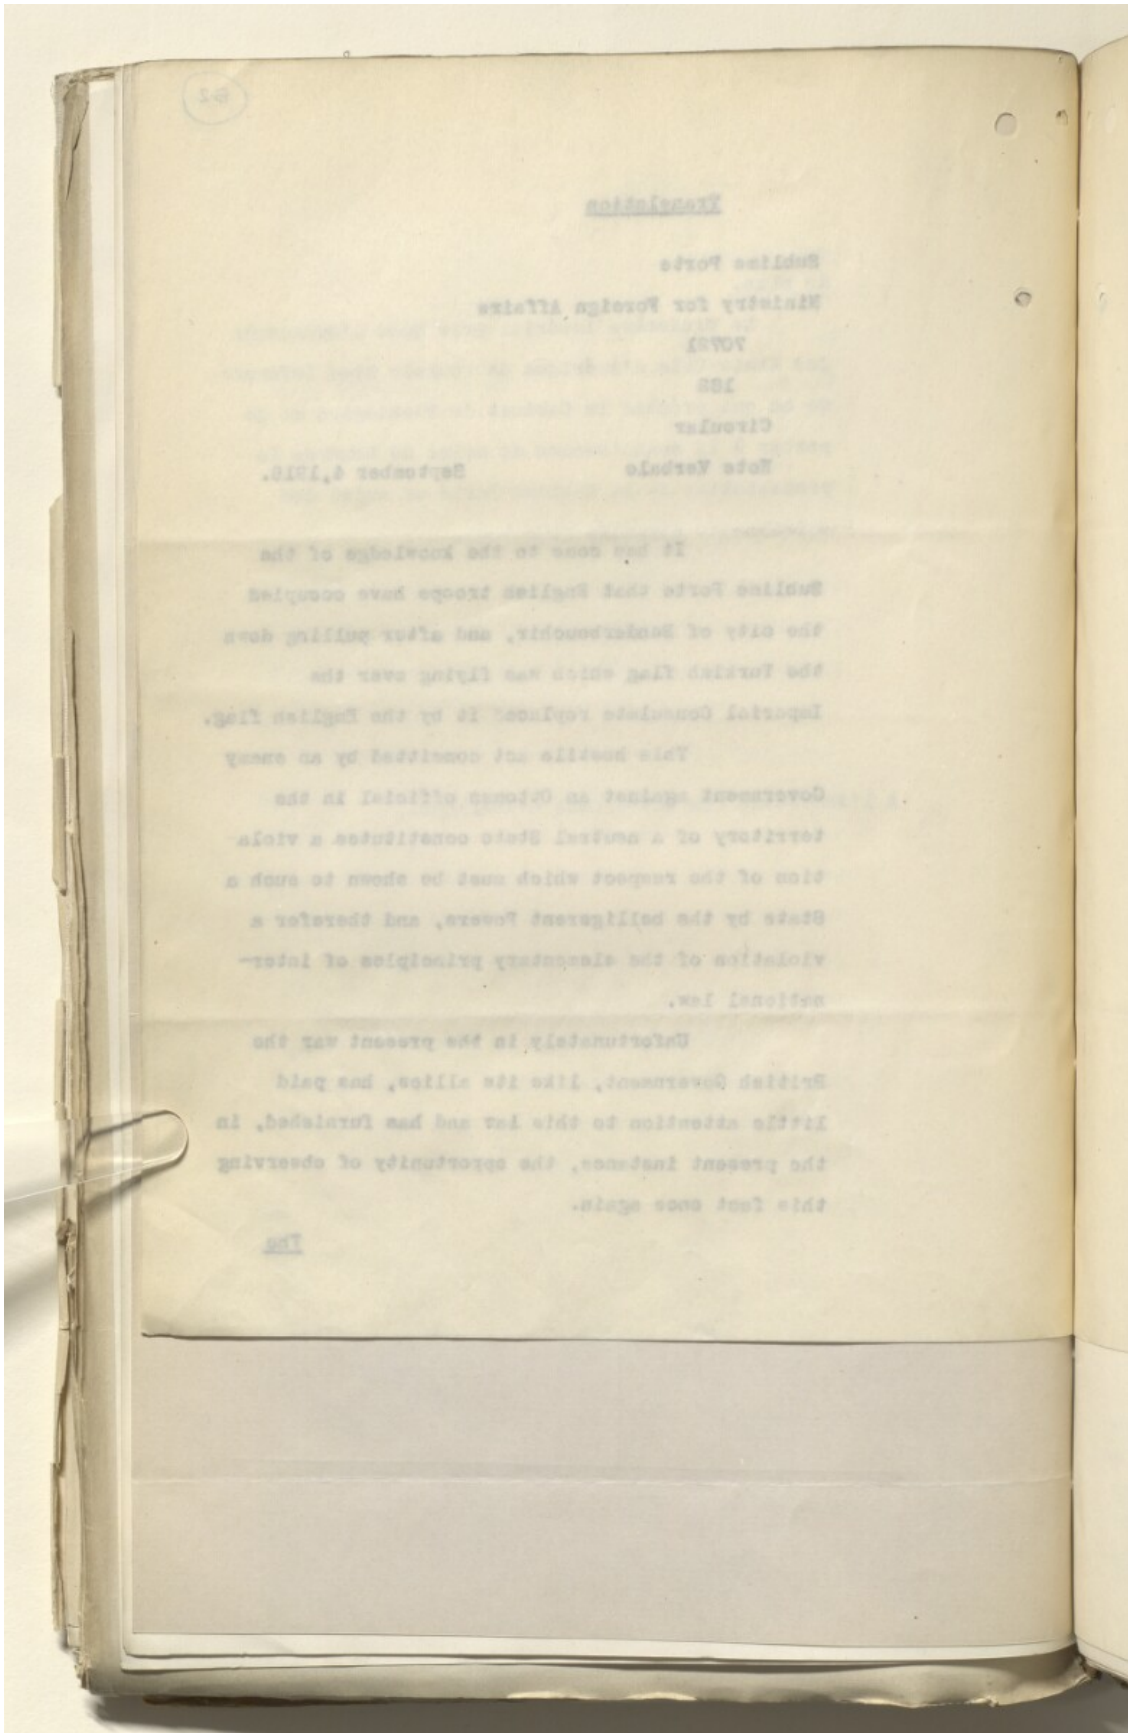 Translation
Sublime Porte
Ministry for Foreign Affairs
70781
188
Circular
Note Verbale September 4,1916.
It has come to the knowledge of the
Sublime Porte that English troops have occupied
the city of Benderbouchir, and after pulling down
the Turkish flag which was flying over the
Imperial Consulate replaced it by the English flag.
This hostile act committed by an enemy
Government against an Ottoman official in the
territory of a neutral State constitutes a viola
tion of the respect which must be shown to such a
State by the belligerent Powers, and therefor a
violation of the elementary principles of inter-
national law.
Unfortunately in the present war the
British Government, like its allies, has paid
little attention to this law and has furnished, in
the present instance, the opportunity of observing
this fact once again.
The